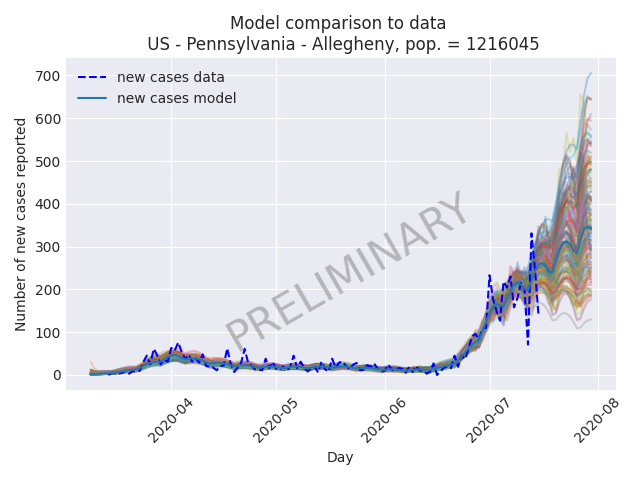 Model comparison to data
US - Pennsylvania - Allegheny, pop. = 1216045
new cases data
new cases model
700
600
500
400
300
200
100
0
Number of new cases reported
PRELIMINARY
2020-04
2020-05
2020-06
2020-07
2020-08
Day